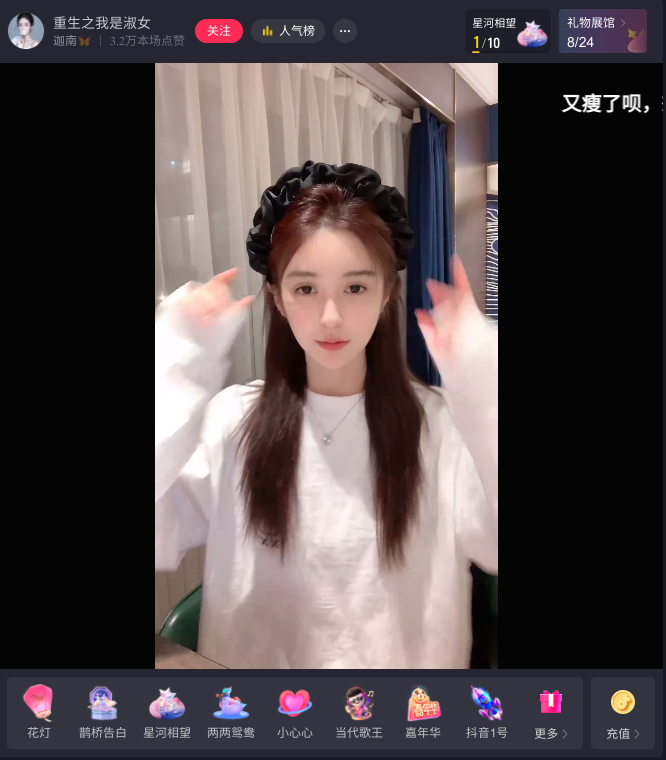 重生之我是淑女
迦南 3.2万本场点赞
关注
人气榜
星河相望
1/10
礼物展馆
8/24
又瘦了呗，
花灯
鹊桥告白
星河相望
两两鸳鸯
小心心
当代歌王
嘉年华
抖音1号
更多
充值